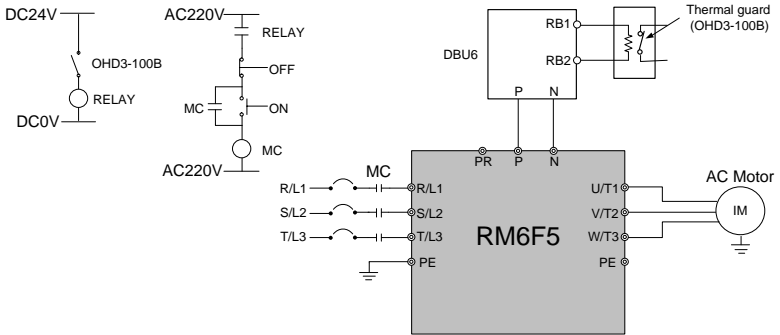 DC24V
OHD3-100B
RELAY
DC0V
AC220V
RELAY
OFF
MC
ON
MC
AC220V
DBU6
RB1
RB2
P N
Thermal guard
(OHD3-100B)
PR P N
MC
R/L1 R/L1
S/L2 S/L2
T/L3 T/L3
PE
RM6F5
U/T1
V/T2
W/T3
PE
AC Motor
IM